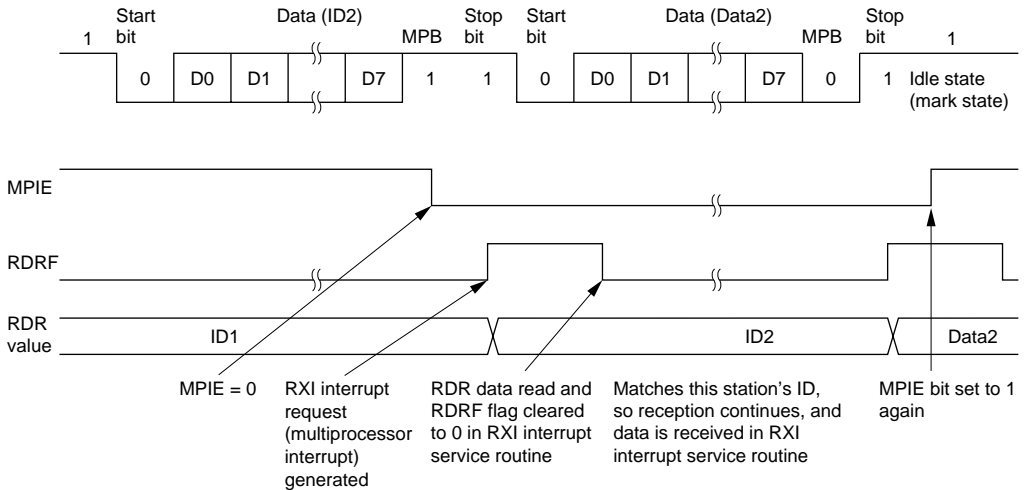 Start bit
Data (ID2)
MPB
Stop bit
Start bit
Data (Data2)
MPB
Stop bit
1
1
0
D0
D1
D7
1
1
0
D0
D1
D7
0
1
Idle state
(mark state)
MPIE
RDRF
RDR
value
ID1
ID2
Data2
MPIE = 0
RXI interrupt
request
(multiprocessor
interrupt)
generated
RDR data read and
RDRF flag cleared
to 0 in RXI interrupt
service routine
Matches this station's ID,
so reception continues, and
data is received in RXI
interrupt service routine
MPIE bit set to 1
again